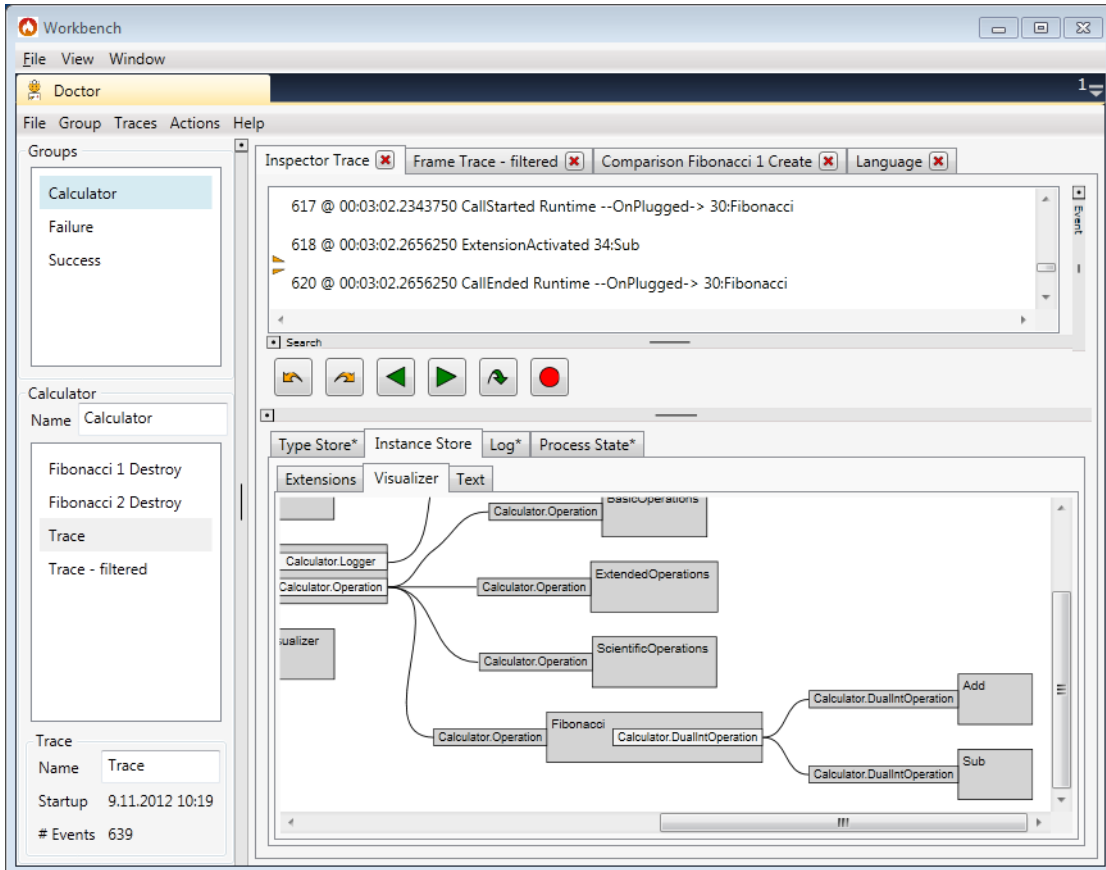 Workbench
File View Window
Doctor
1
File Group Traces Actions Help
Groups
Calculator
Failure
Success
Calculator
Name Calculator
Fibonacci 1 Destroy
Fibonacci 2 Destroy
Trace
Trace - filtered
Trace
Name Trace
Startup 9.11.2012 10:19
# Events 639
Inspector Trace Frame Trace - filtered Comparison Fibonacci 1 Create Language
617 @ 00:03:02.2343750 CallStarted Runtime --OnPlugged-> 30:Fibonacci
618 @ 00:03:02.2656250 ExtensionActivated 34:Sub
620 @ 00:03:02.2656250 CallEnded Runtime --OnPlugged-> 30:Fibonacci
Event
Search
Type Store* Instance Store Log* Process State*
Extensions Visualizer Text
BasicOperations
Calculator.Operation
Calculator.Logger
Calculator.Operation
ExtendedOperations
Calculator.Operation
sualizer
ScientificOperations
Calculator.Operation
Add
Calculator.DualIntOperation
Fibonacci
Calculator.Operation
Calculator.DualIntOperation
Sub
Calculator.DualIntOperation